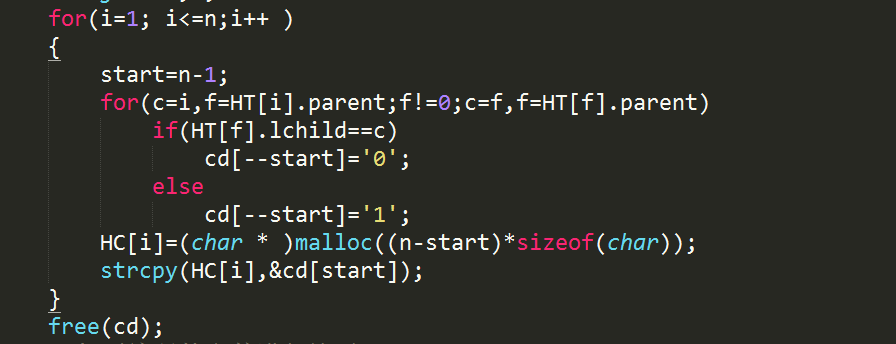 for(i=1; i<=n;i++ )
{
start=n-1;
for(c=i,f=HT[i].parent;f!=0;c=f,f=HT[f].parent)
if(HT[f].lchild==c)
cd[--start]='0';
else
cd[--start]='1';
HC[i]=(char * )malloc((n-start)*sizeof(char));
strcpy(HC[i],&cd[start]);
}
free(cd);